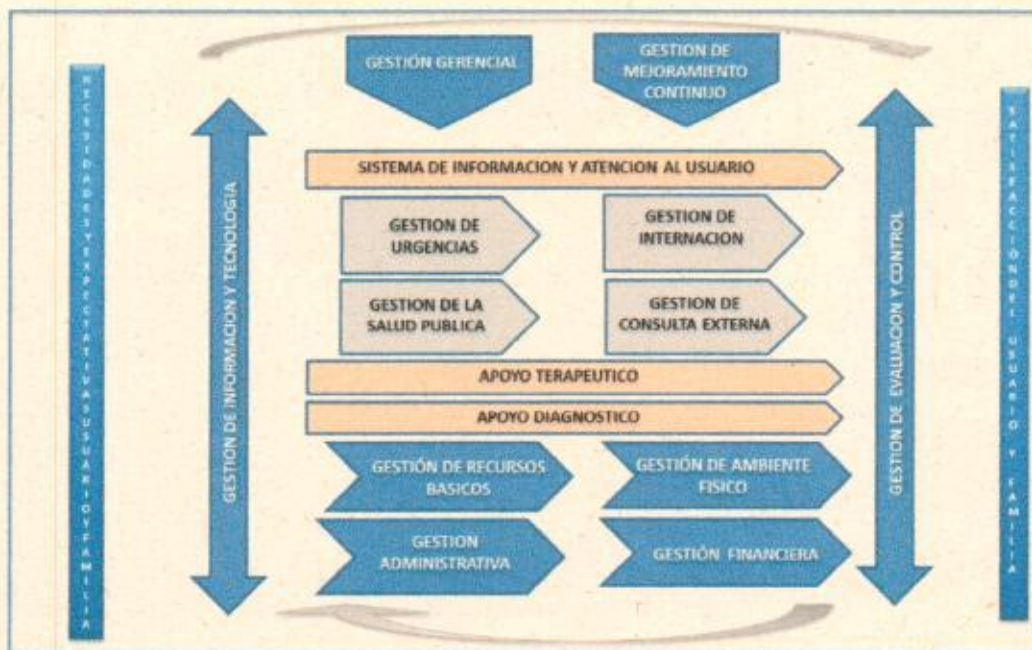 GESTIÓN GERENCIAL
GESTION DE
MEJORAMIENTO
CONTINUO
NECESIDADES Y EXPECTATIVAS USUARIO Y FAMILIA
GESTION DE INFORMACION Y TECNOLOGIA
SISTEMA DE INFORMACION Y ATENCION AL USUARIO
GESTION DE
URGENCIAS
GESTION DE
INTERNACION
GESTION DE LA
SALUD PUBLICA
GESTION DE
CONSULTA EXTERNA
APOYO TERAPEUTICO
APOYO DIAGNOSTICO
GESTIÓN DE RECURSOS
BASICOS
GESTIÓN DE AMBIENTE
FISICO
GESTION
ADMINISTRATIVA
GESTIÓN FINANCIERA
GESTION DE EVALUACION Y CONTROL
SATISFACCIÓN DEL USUARIO Y FAMILIA